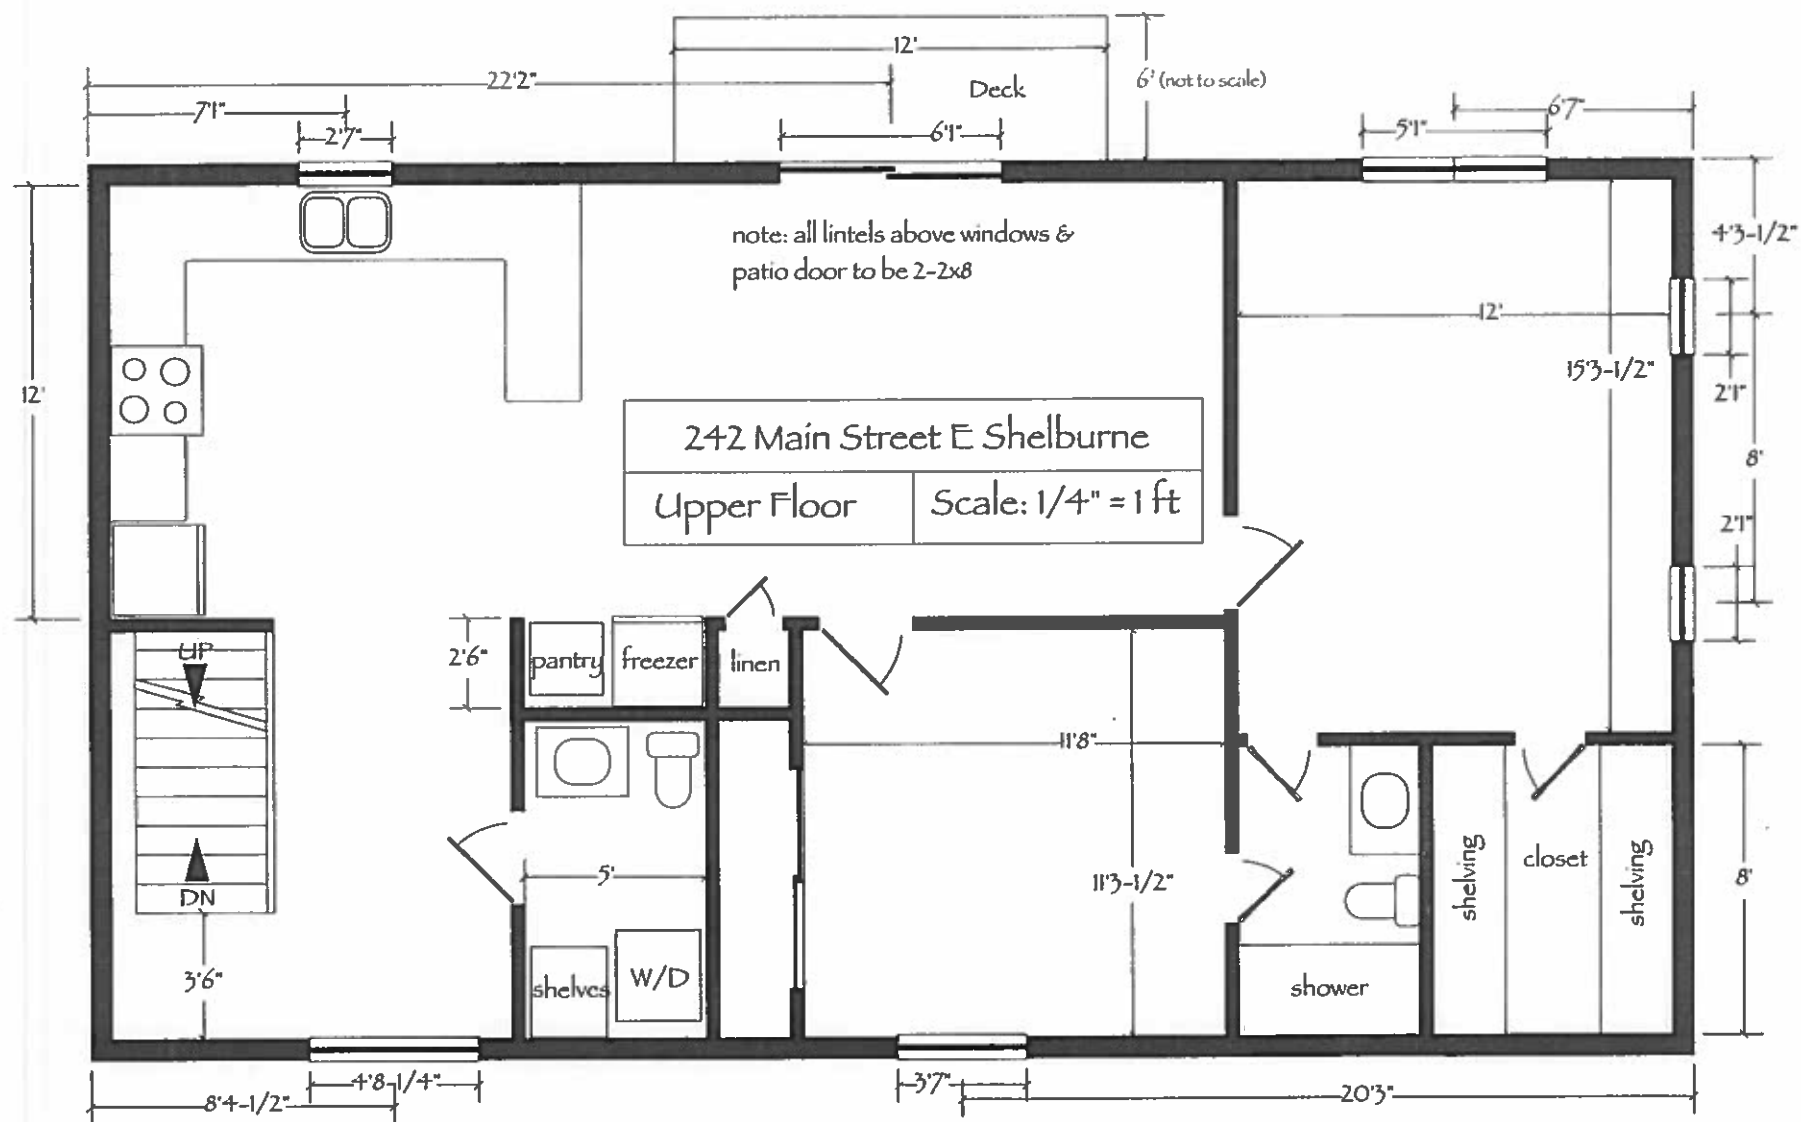 12'
6' (not to scale)
22'2"
Deck
6'7"
7'1"
2'7"
6'1"
5'1"
note: all lintels above windows &
patio door to be 2-2x8
4'3-1/2"
12'
15'3-1/2"
2'1"
12'
242 Main Street E Shelburne
8'
Upper Floor
Scale: 1/4" = 1 ft
2'1"
UP
2'6"
pantry
freezer
linen
11'8"
5'
11'3-1/2"
shelving
closet
shelving
8'
DN
3'6"
shelves
W/D
shower
4'8-1/4"
3'7"
8'4-1/2"
20'3"